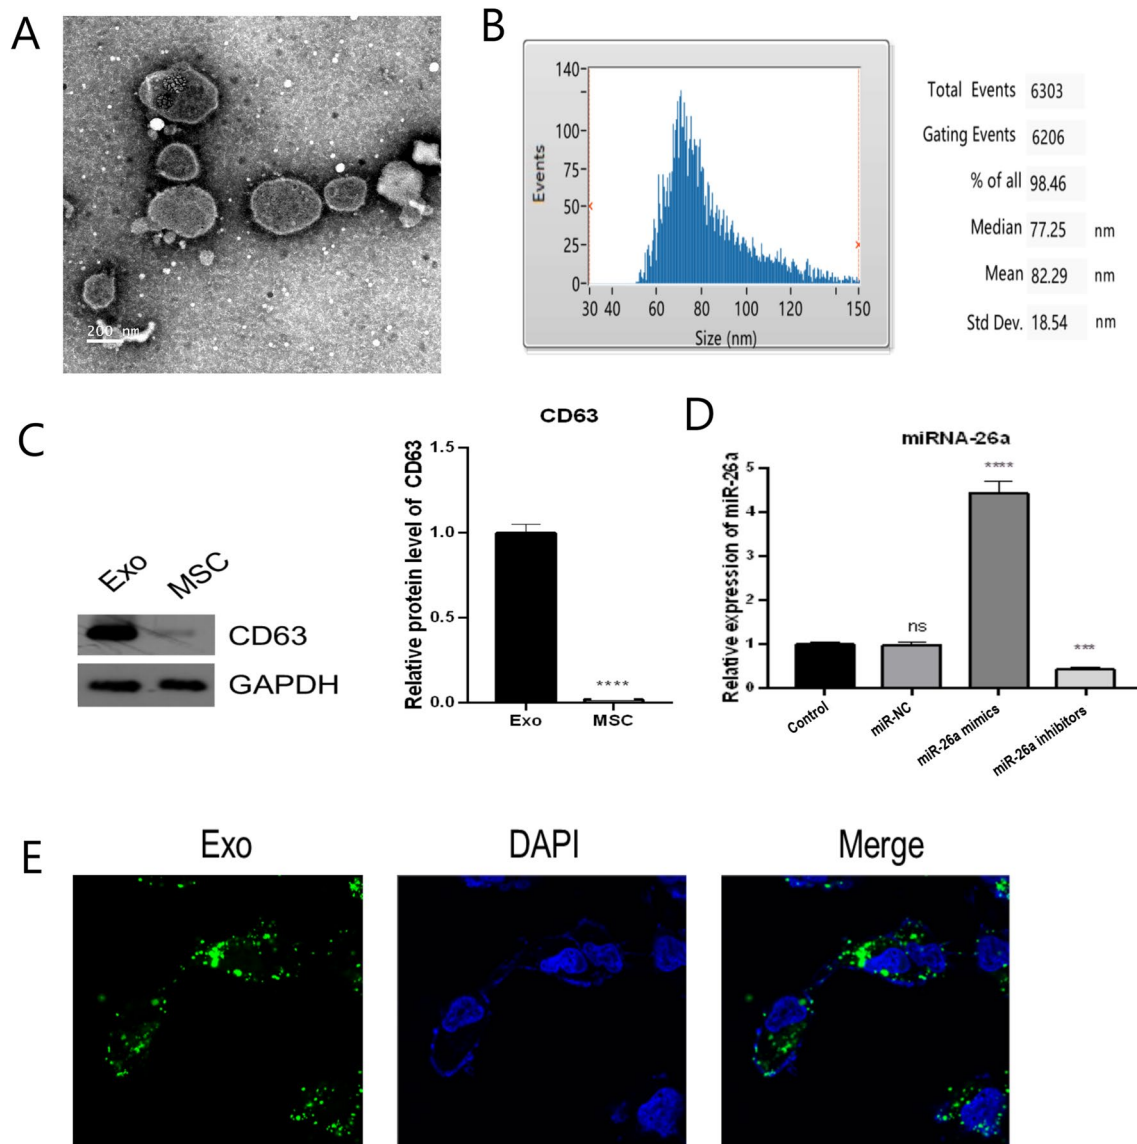 A
200 nm
B
140
100
75
50
25
0
Events
30 40 60 80 100 120 150
Size (nm)
Total Events 6303
Gating Events 6206
% of all 98.46
Median 77.25 nm
Mean 82.29 nm
Std Dev. 18.54 nm
C
Exo MSC
CD63
GAPDH
CD63
Relative protein level of CD63
1.5
1.0
0.5
0.0
****
Exo MSC
D
miRNA-26a
Relative expression of miR-26a
5
4
3
2
1
0
ns
****
***
Control miR-NC miR-26a mimics miR-26a inhibitors
E
Exo DAPI Merge